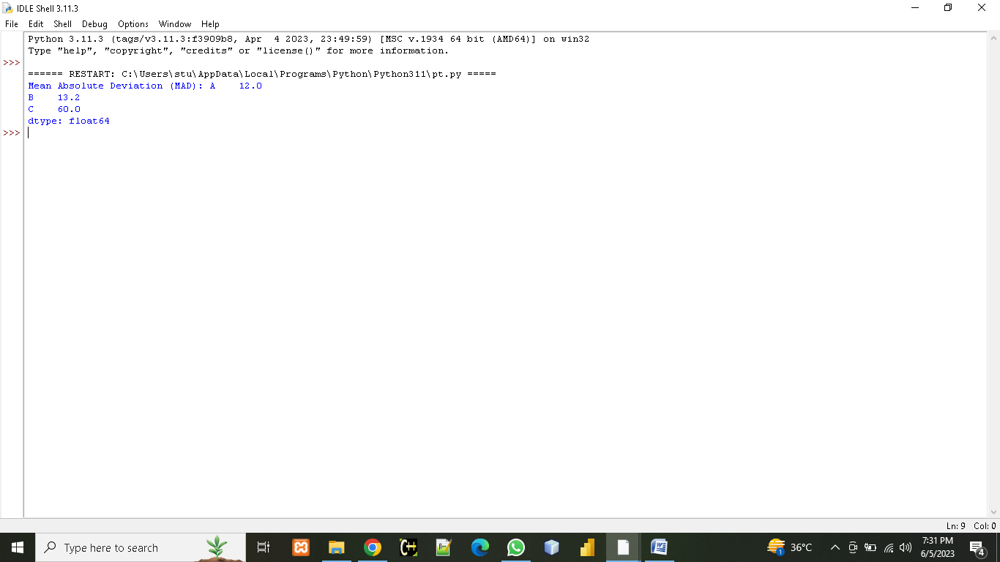 IDLE Shell 3.11.3
File Edit Shell Debug Options Window Help
Python 3.11.3 (tags/v3.11.3:f3909b8, Apr  4 2023, 23:49:59) [MSC v.1934 64 bit (AMD64)] on win32
Type "help", "copyright", "credits" or "license()" for more information.
>>>
====== RESTART: C:\Users\stu\AppData\Local\Programs\Python\Python311\pt.py =====
Mean Absolute Deviation (MAD): A    12.0
B    13.2
C    60.0
dtype: float64
>>>
Ln: 9 Col: 0
Type here to search
C++
W
1
36°C
7:31 PM
6/5/2023
4